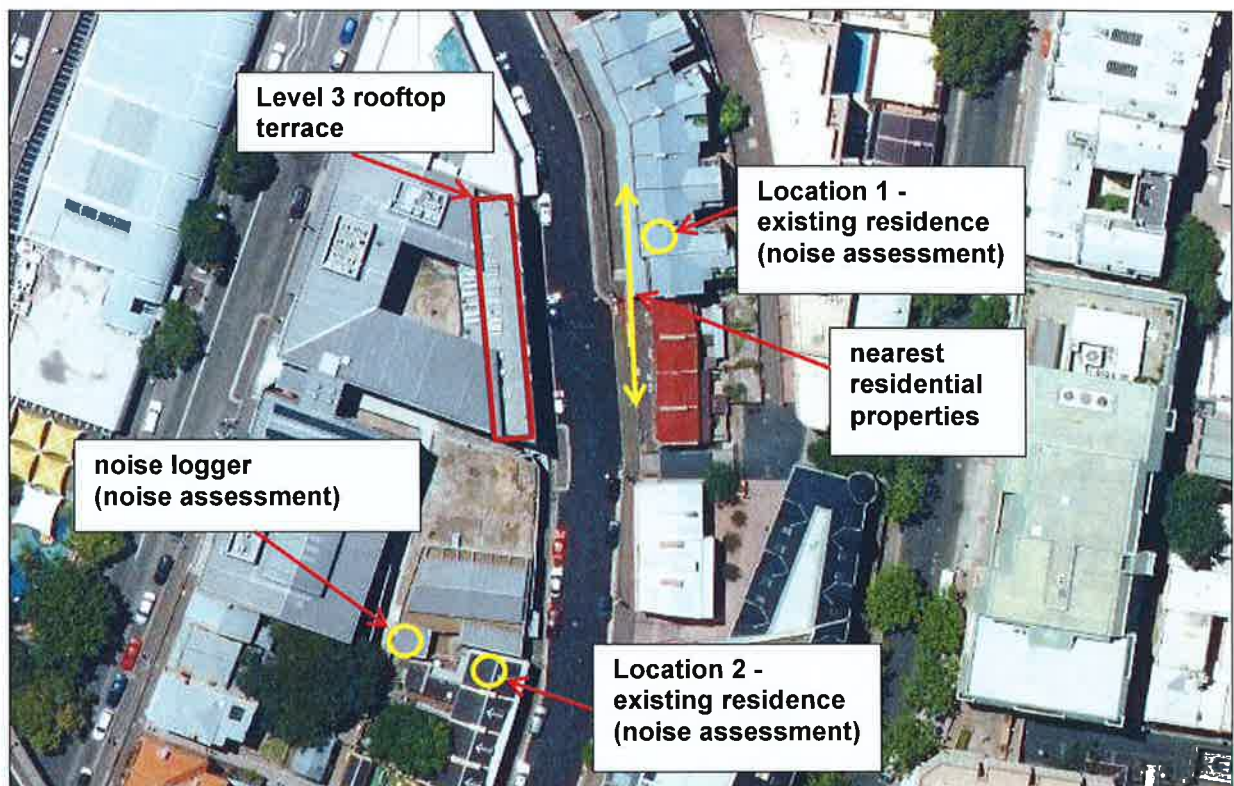 Level 3 rooftop
terrace
Location 1 -
existing residence
(noise assessment)
nearest
residential
properties
noise logger
(noise assessment)
Location 2 -
existing residence
(noise assessment)